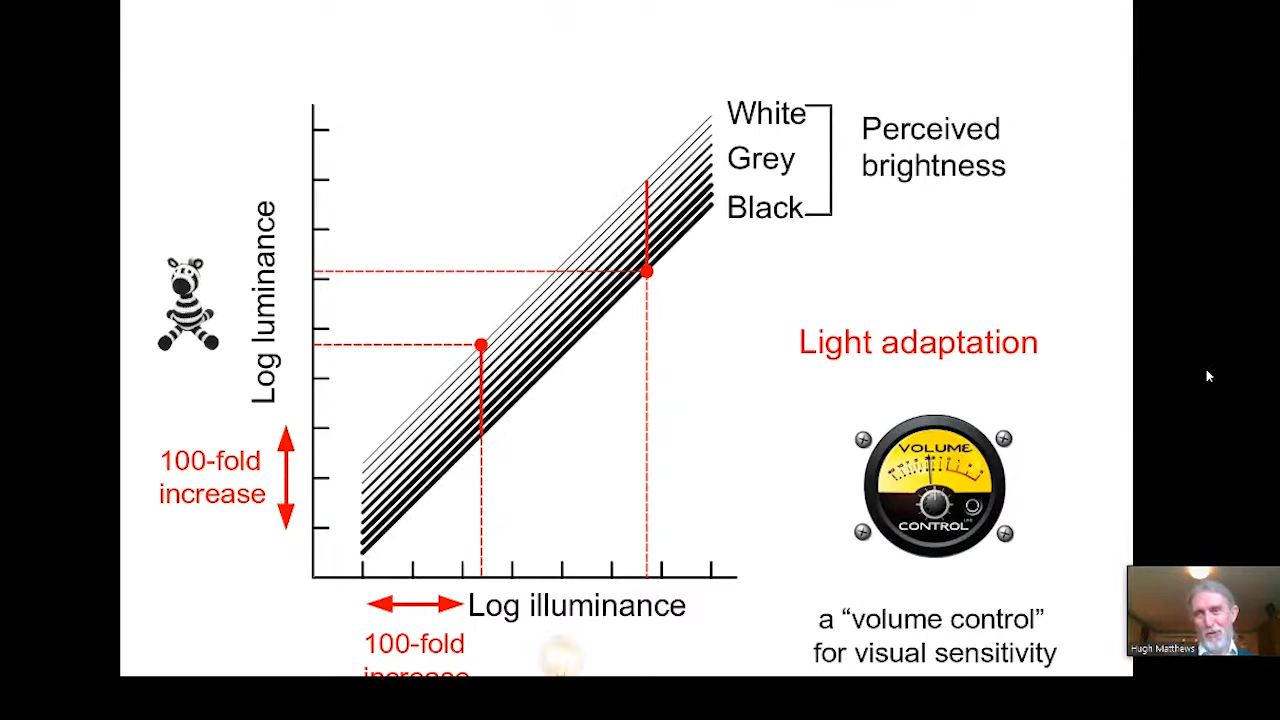 White
Grey
Black
Perceived
brightness
Log luminance
Light adaptation
100-fold
increase
VOLUME
CONTROL
Log illuminance
100-fold
increase
a “volume control”
for visual sensitivity
Hugh Matthews